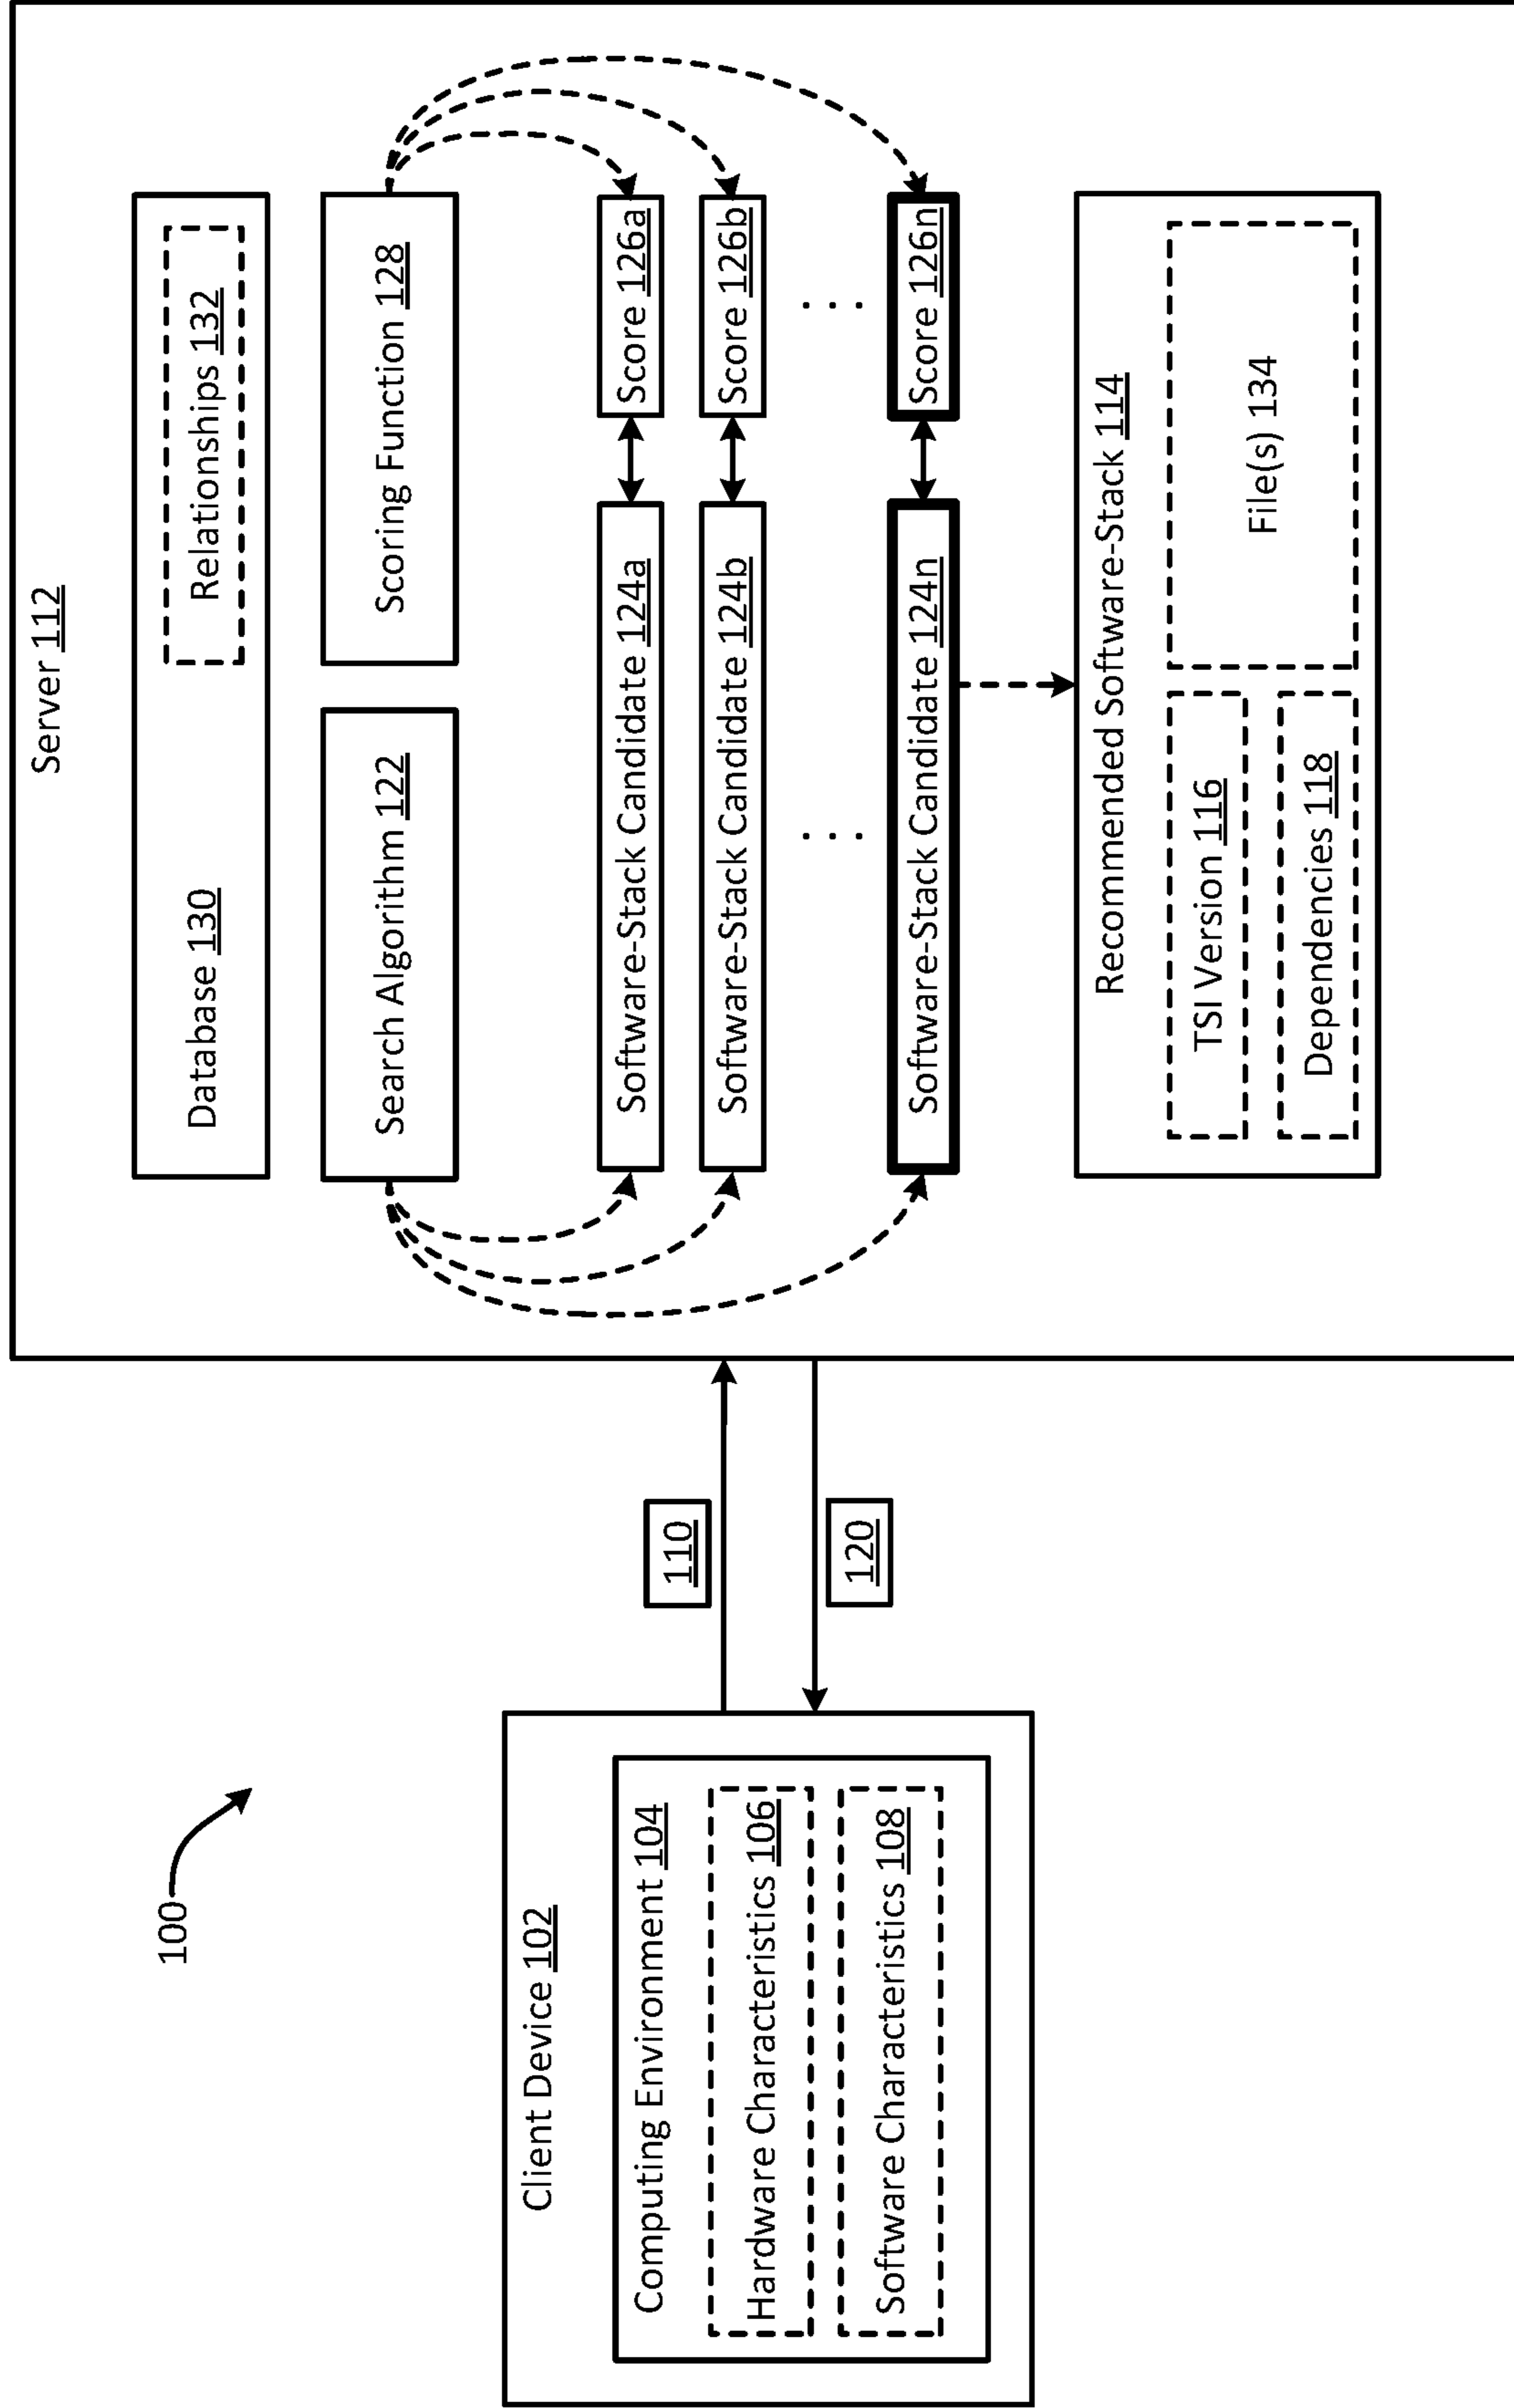 100
Client Device 102
Computing Environment 104
Hardware Characteristics 106
Software Characteristics 108
110
120
Server 112
Database 130
Relationships 132
Search Algorithm 122
Scoring Function 128
Software-Stack Candidate 124a
Score 126a
Software-Stack Candidate 124b
Score 126b
. . .
. . .
Software-Stack Candidate 124n
Score 126n
Recommended Software-Stack 114
TSI Version 116
Dependencies 118
File(s) 134